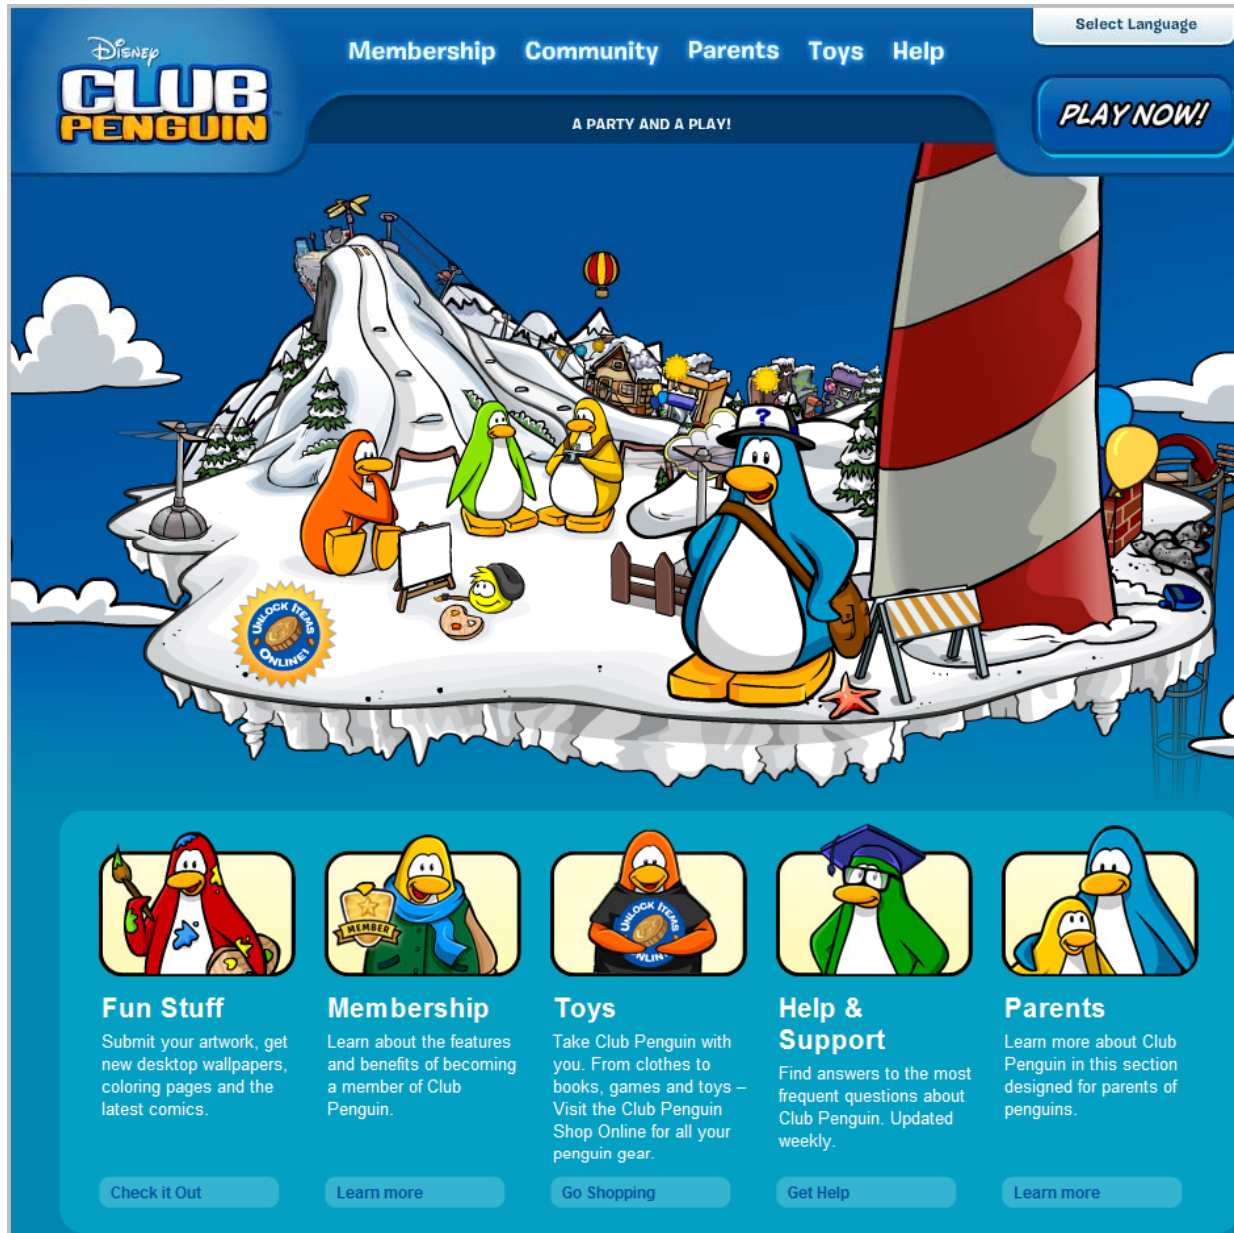 Select Language
Disney
CLUB
PENGUIN
Membership Community Parents Toys Help
PLAY NOW!
A PARTY AND A PLAY!
?
UNLOCK ITEMS
ONLINE!
MEMBER
UNLOCK ITEMS
Fun Stuff
Submit your artwork, get
new desktop wallpapers,
coloring pages and the
latest comics.
Check it Out
Membership
Learn about the features
and benefits of becoming
a member of Club
Penguin.
Learn more
Toys
Take Club Penguin with
you. From clothes to
books, games and toys –
Visit the Club Penguin
Shop Online for all your
penguin gear.
Go Shopping
Help &
Support
Find answers to the most
frequent questions about
Club Penguin. Updated
weekly.
Get Help
Parents
Learn more about Club
Penguin in this section
designed for parents of
penguins.
Learn more